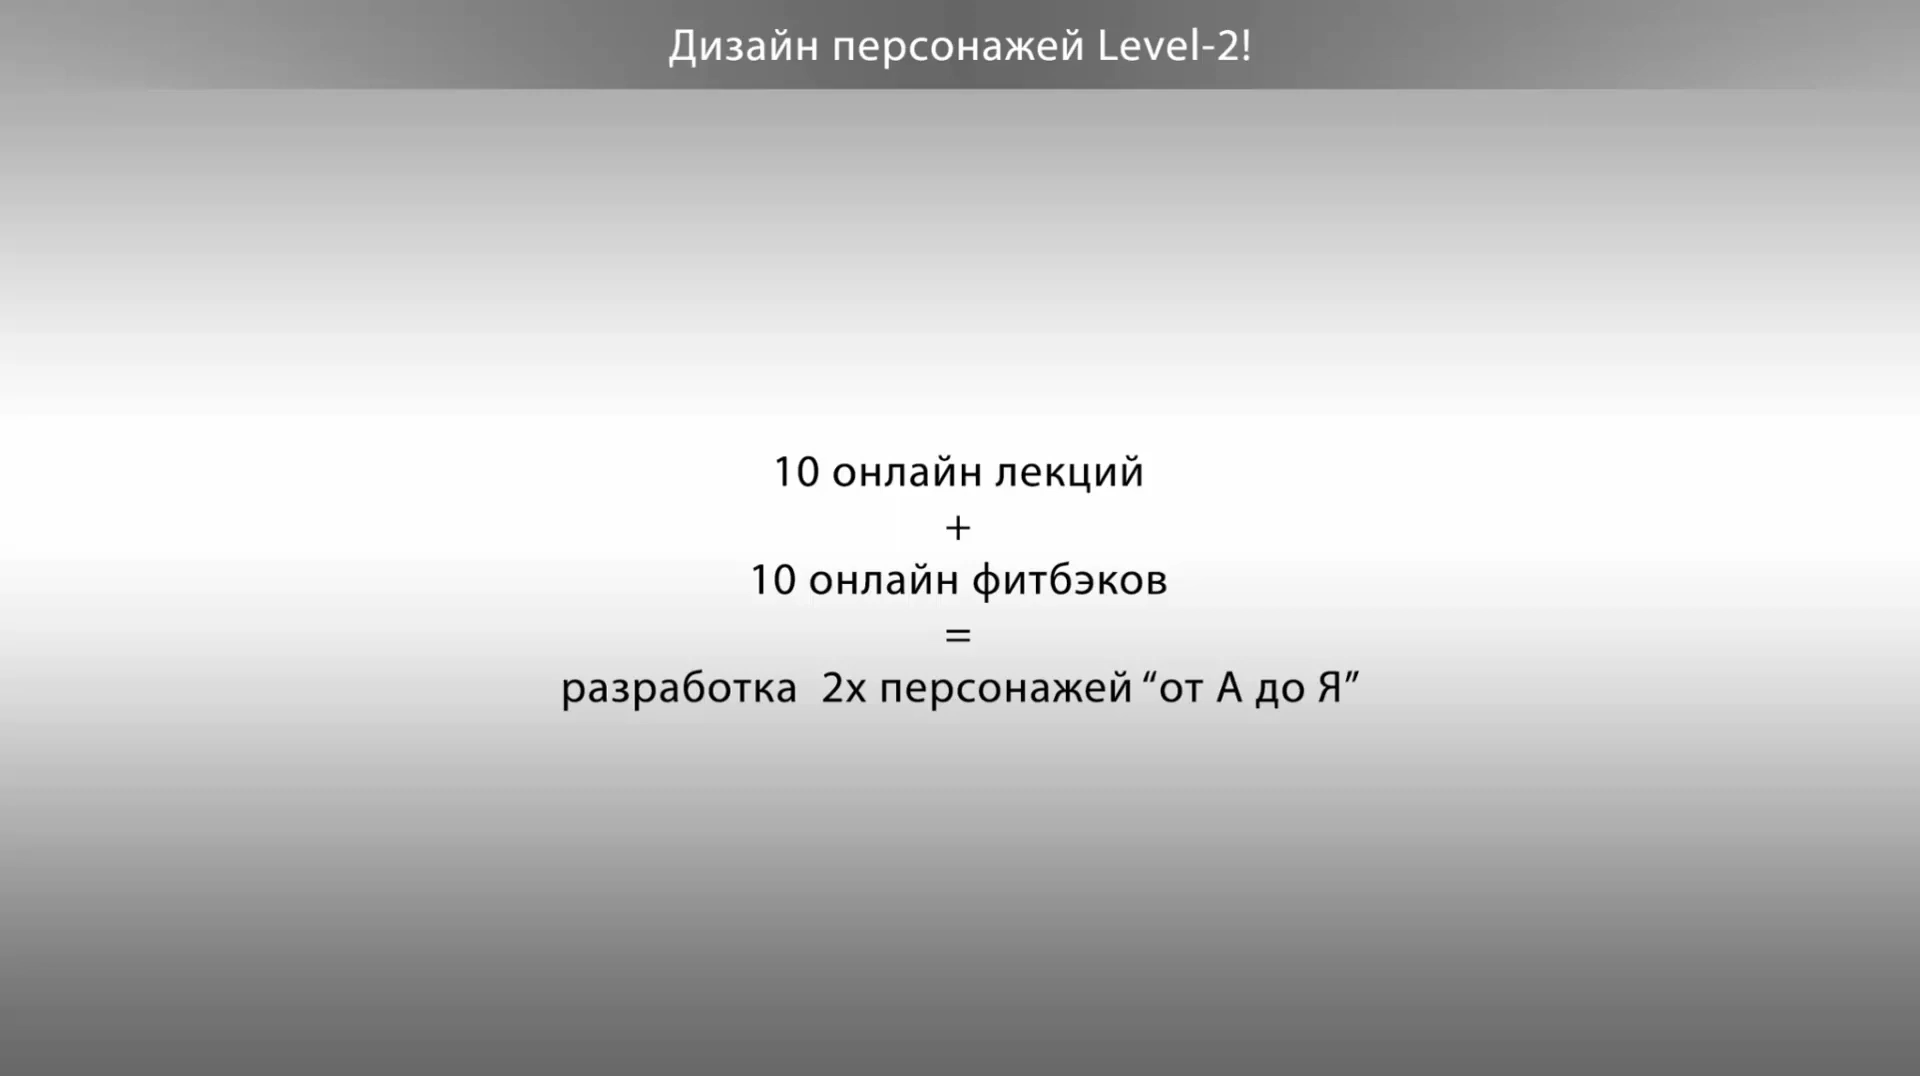 Дизайн персонажей Level-2!
10 онлайн лекций
+
10 онлайн фитбэков
=
разработка  2х персонажей “от А до Я”